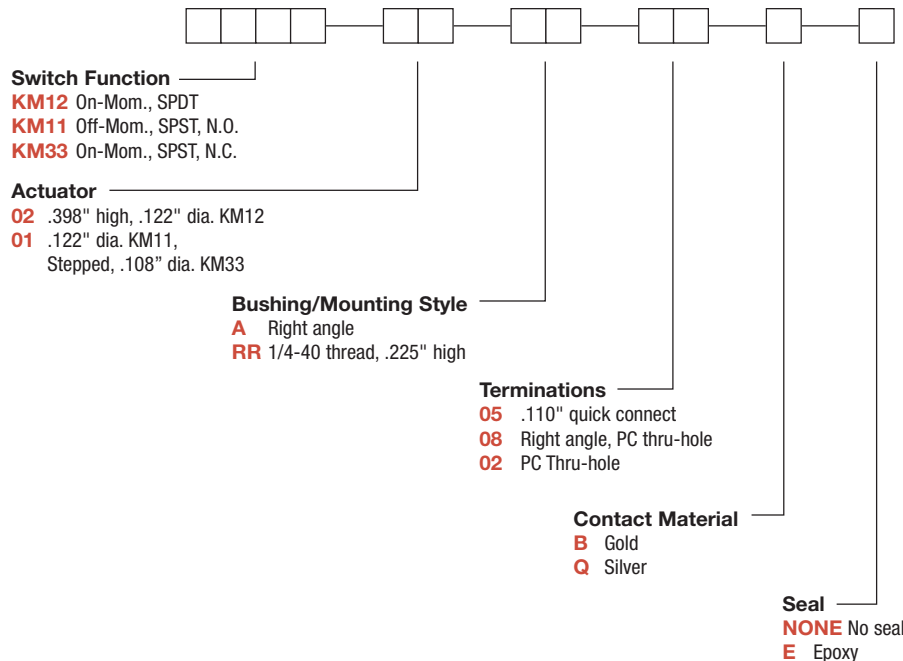 Switch Function
KM12 On-Mom., SPDT
KM11 Off-Mom., SPST, N.O.
KM33 On-Mom., SPST, N.C.
Actuator
02 .398" high, .122" dia. KM12
01 .122" dia. KM11,
Stepped, .108” dia. KM33
Bushing/Mounting Style
A Right angle
RR 1/4-40 thread, .225" high
Terminations
05 .110" quick connect
08 Right angle, PC thru-hole
02 PC Thru-hole
Contact Material
B Gold
Q Silver
Seal
NONE No seal
E Epoxy